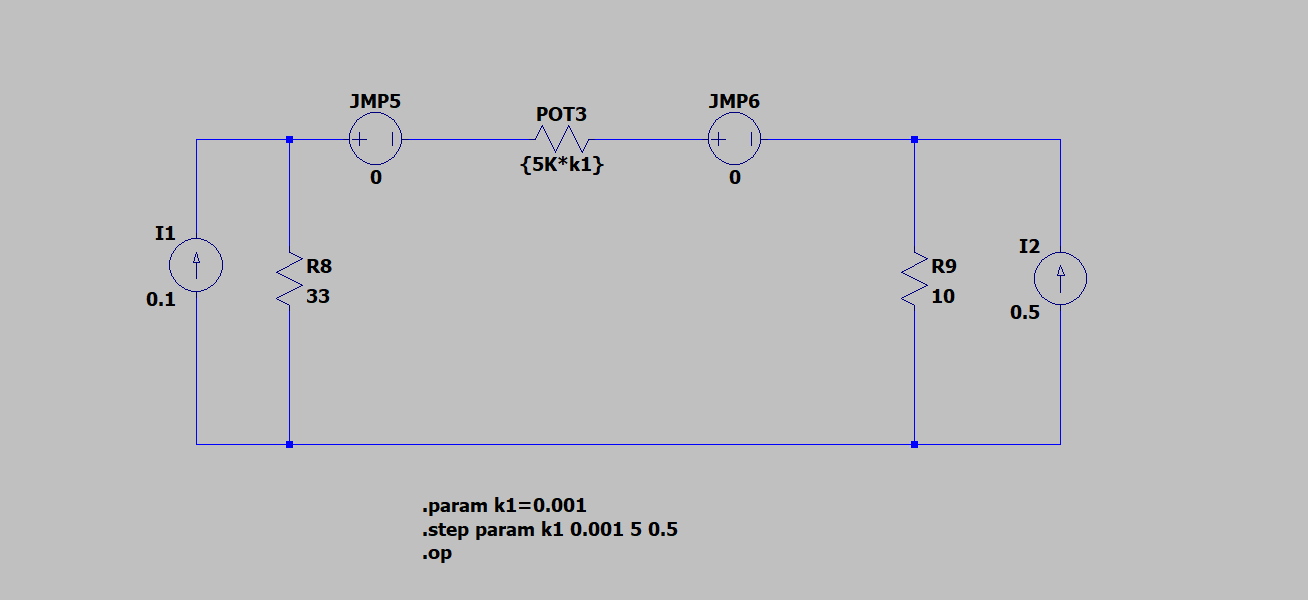 JMP5
JMP6
POT3
{5K*k1}
0
0
I1
I2
R8
R9
33
10
0.1
0.5
.param k1=0.001
.step param k1 0.001 5 0.5
.op